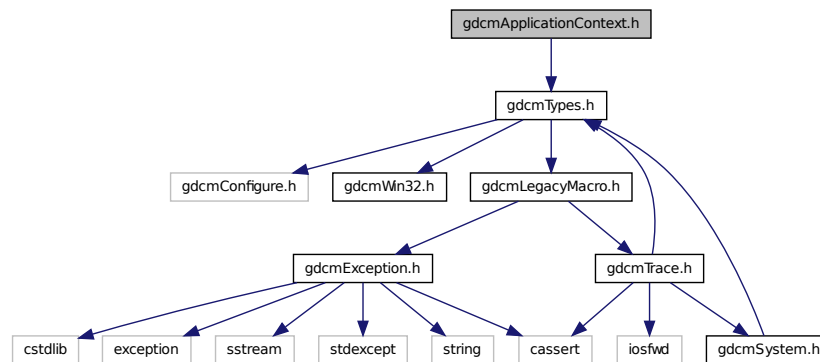 gdcmApplicationContext.h
gdcmTypes.h
gdcmConfigure.h
gdcmWin32.h
gdcmLegacyMacro.h
gdcmException.h
gdcmTrace.h
cstdlib
exception
sstream
stdexcept
string
cassert
iosfwd
gdcmSystem.h